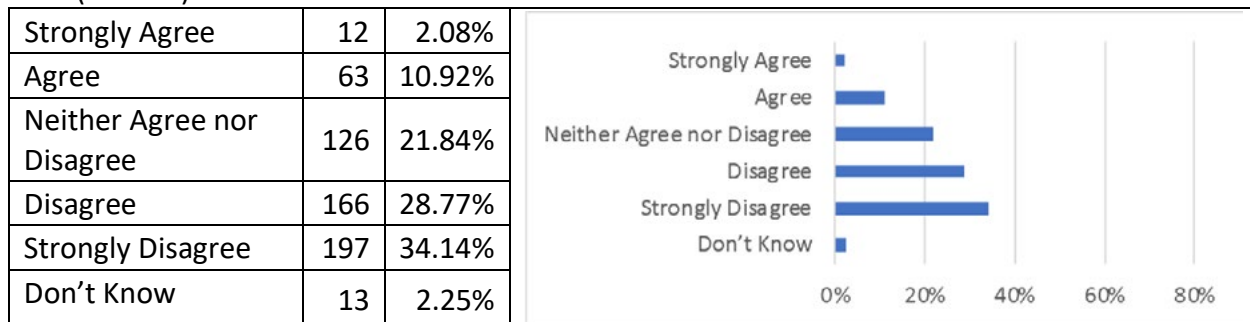 Strongly Agree 12 2.08%
Agree 63 10.92%
Neither Agree nor
Disagree 126 21.84%
Disagree 166 28.77%
Strongly Disagree 197 34.14%
Don’t Know 13 2.25%
Strongly Agree
Agree
Neither Agree nor Disagree
Disagree
Strongly Disagree
Don’t Know
0% 20% 40% 60% 80%